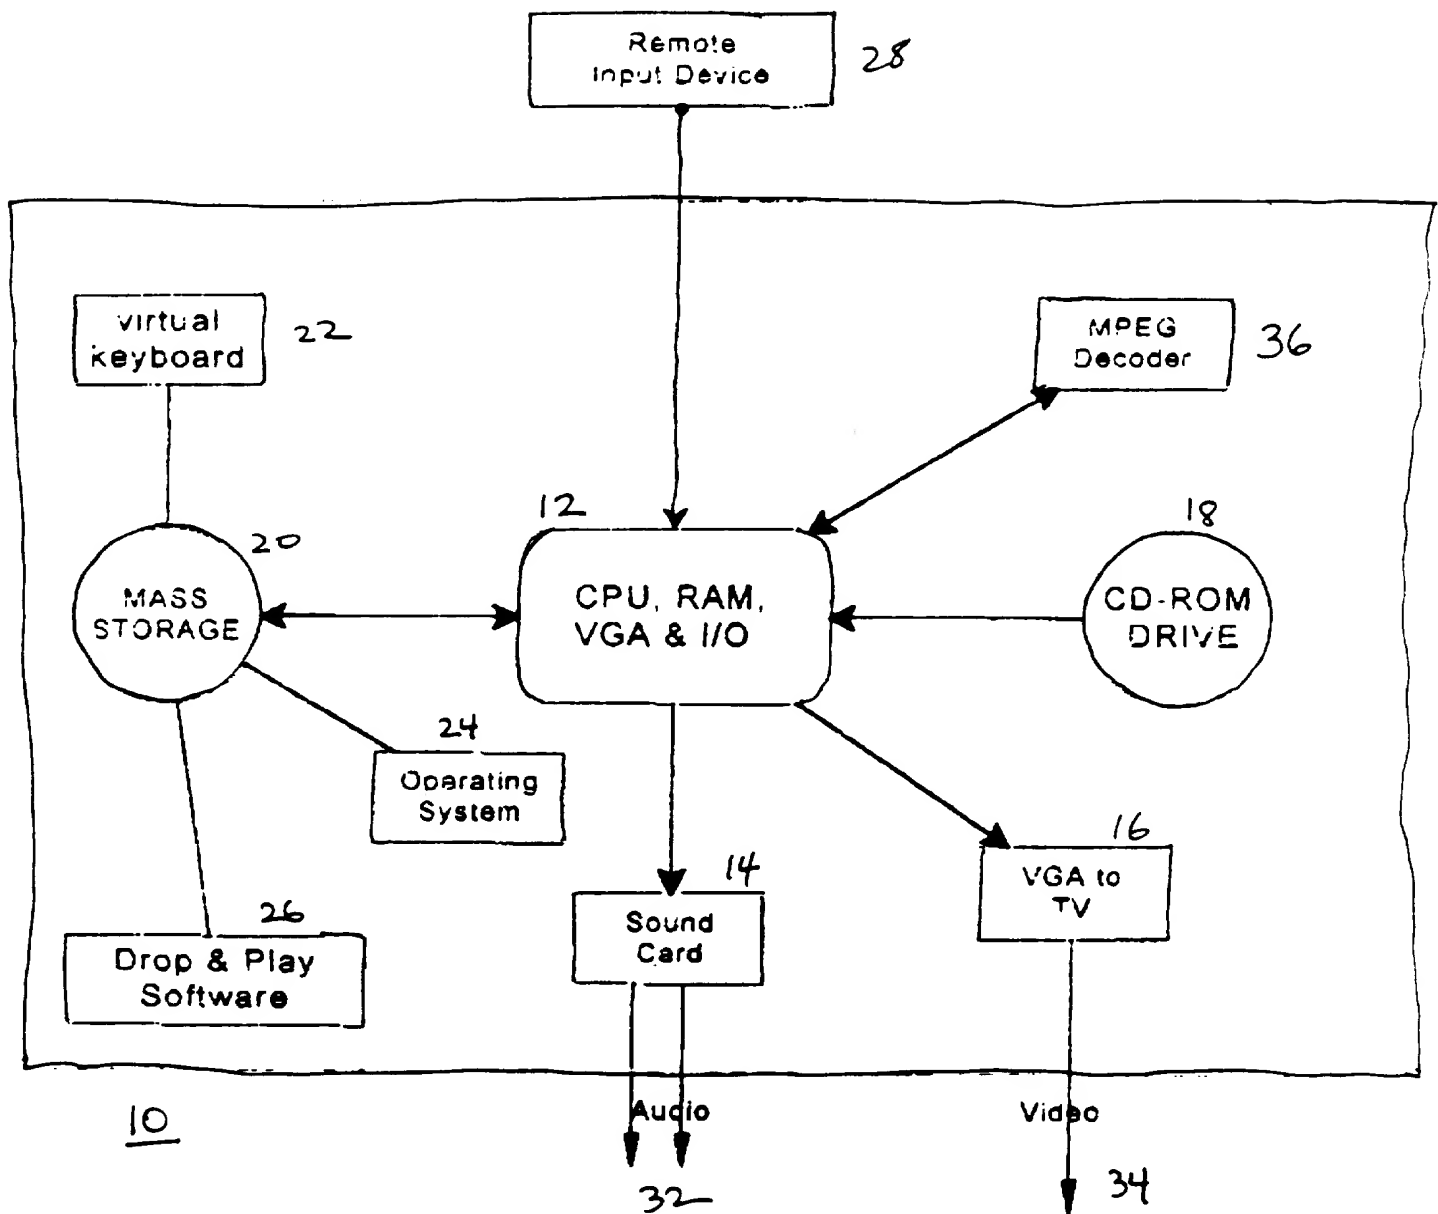 Remote
Input Device
28
virtual
keyboard
22
MPEG
Decoder
36
12
18
20
MASS
STORAGE
CPU, RAM,
VGA & I/O
CD-ROM
DRIVE
24
Operating
System
16
VGA to
TV
14
Sound
Card
26
Drop & Play
Software
10
Audio
Video
32
34